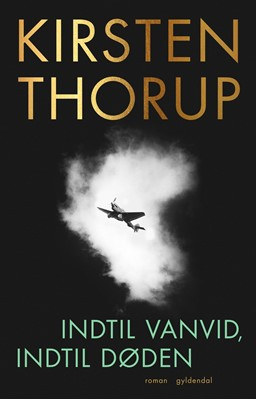 KIRSTEN
THORUP
INDTIL VANVID,
INDTIL DØDEN
roman gyldendal